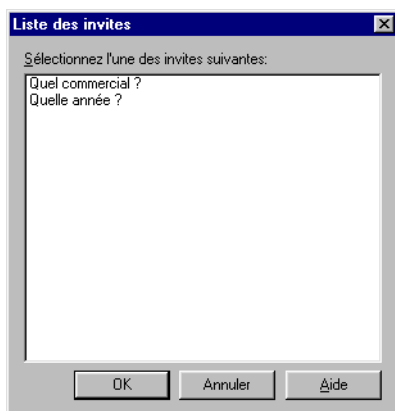 Liste des invites
Sélectionnez l'une des invites suivantes:
Quel commercial ?
Quelle année ?
OK
Annuler
Aide